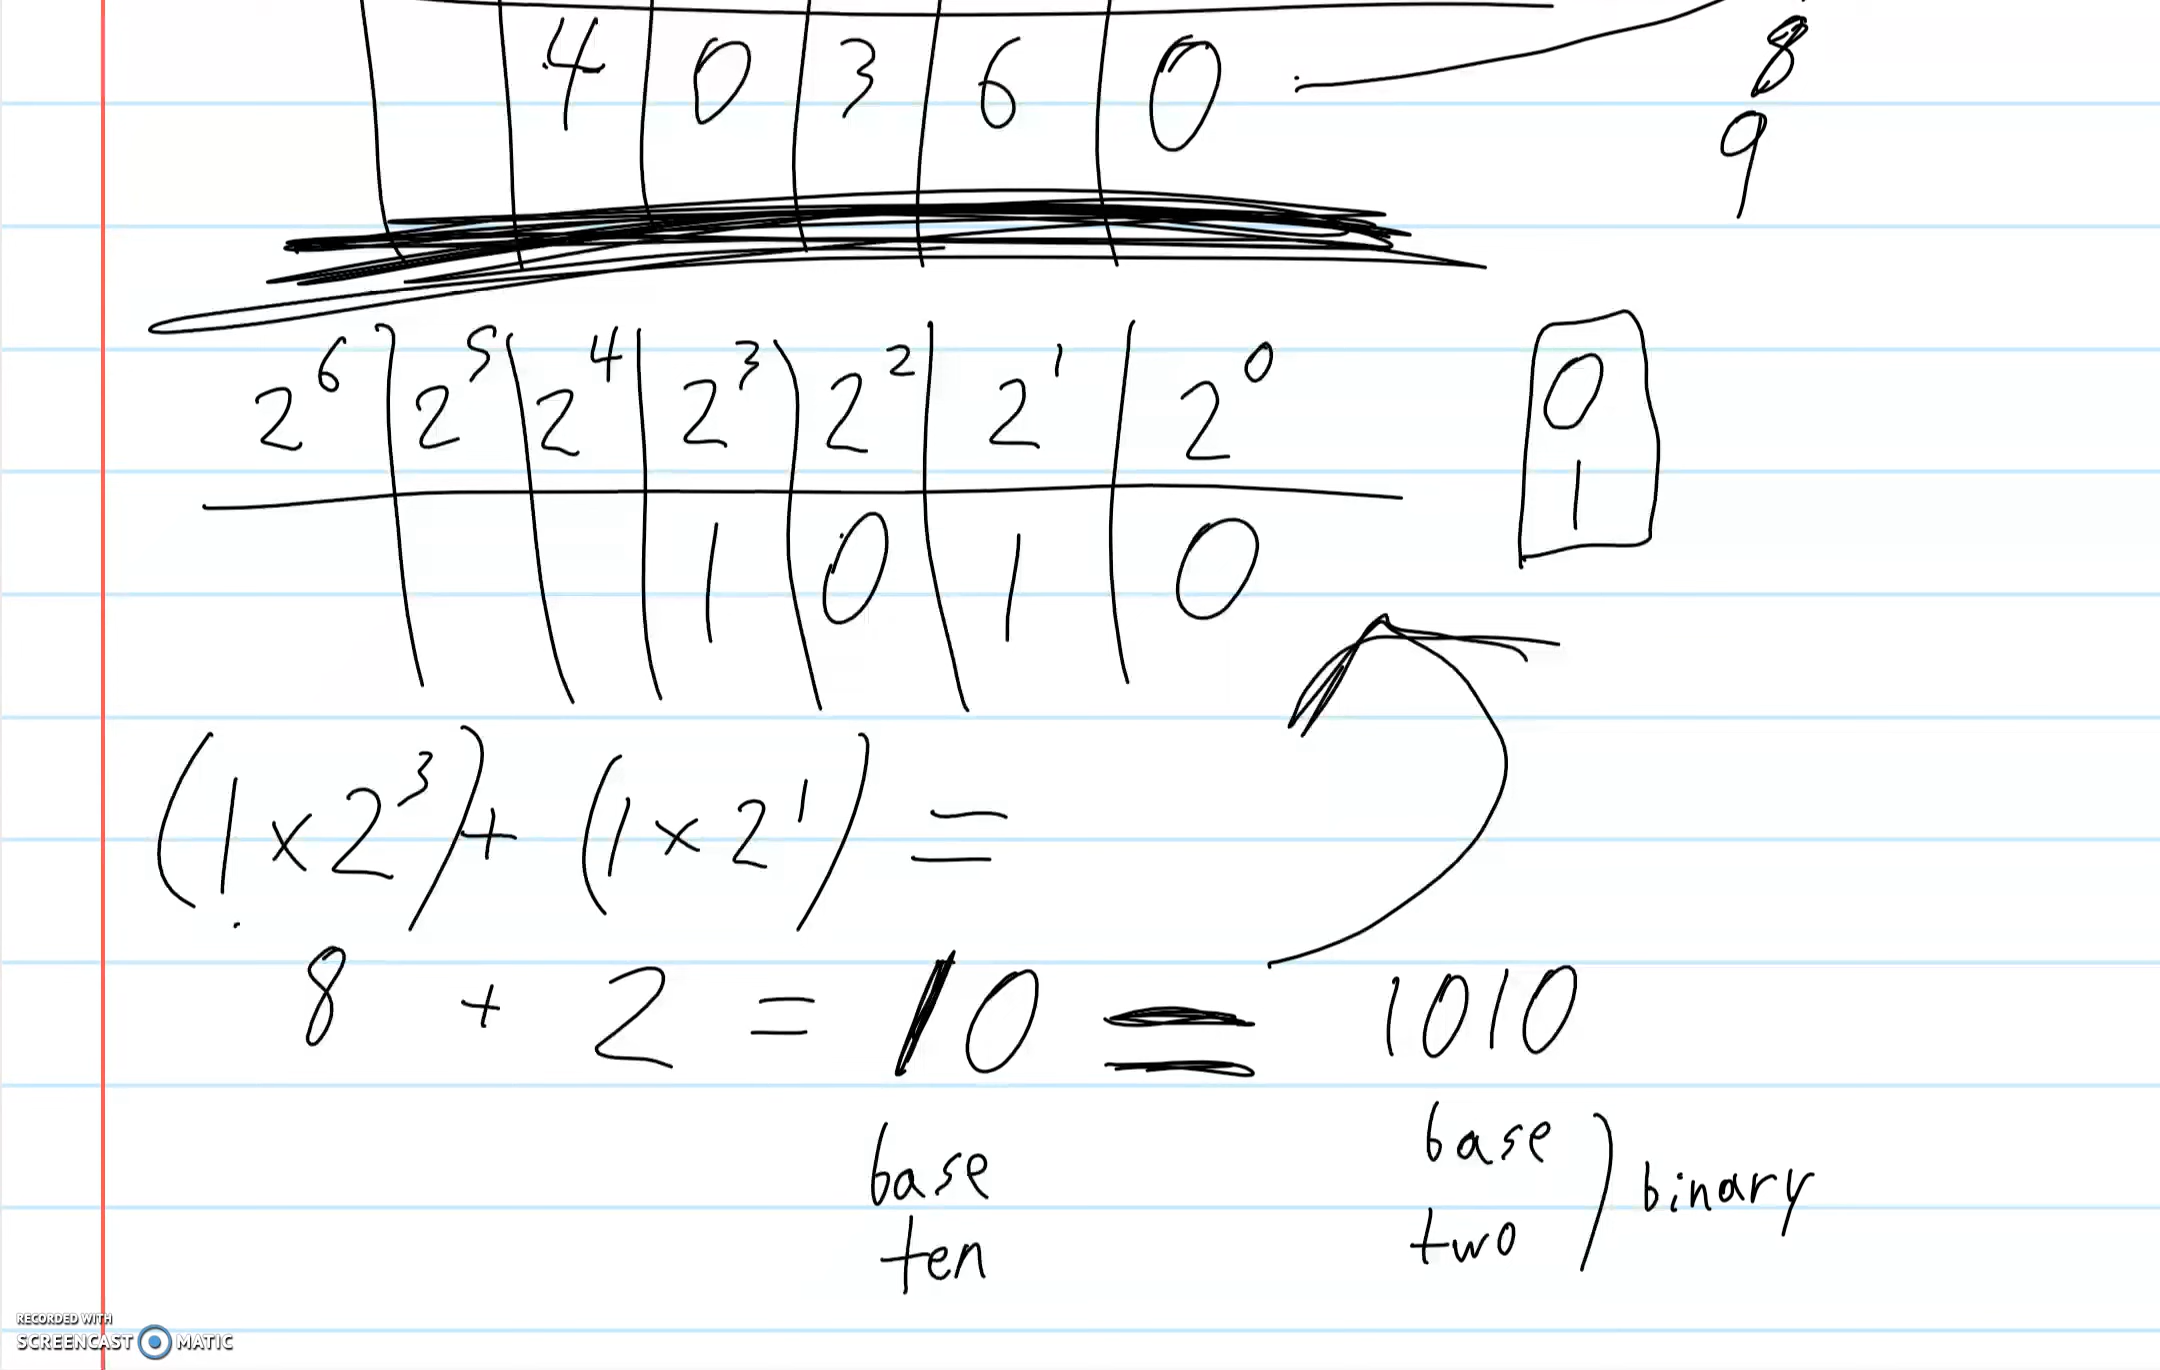 4 0 3 6 0
8
9
2^6 2^5 2^4 2^3 2^2 2^1 2^0
0
1
1 0 1 0
(1 × 2^3) + (1 × 2^1) =
8 + 2 = 10 = 1010
base ten
base two ) binary
RECORDED WITH
SCREENCAST MATIC